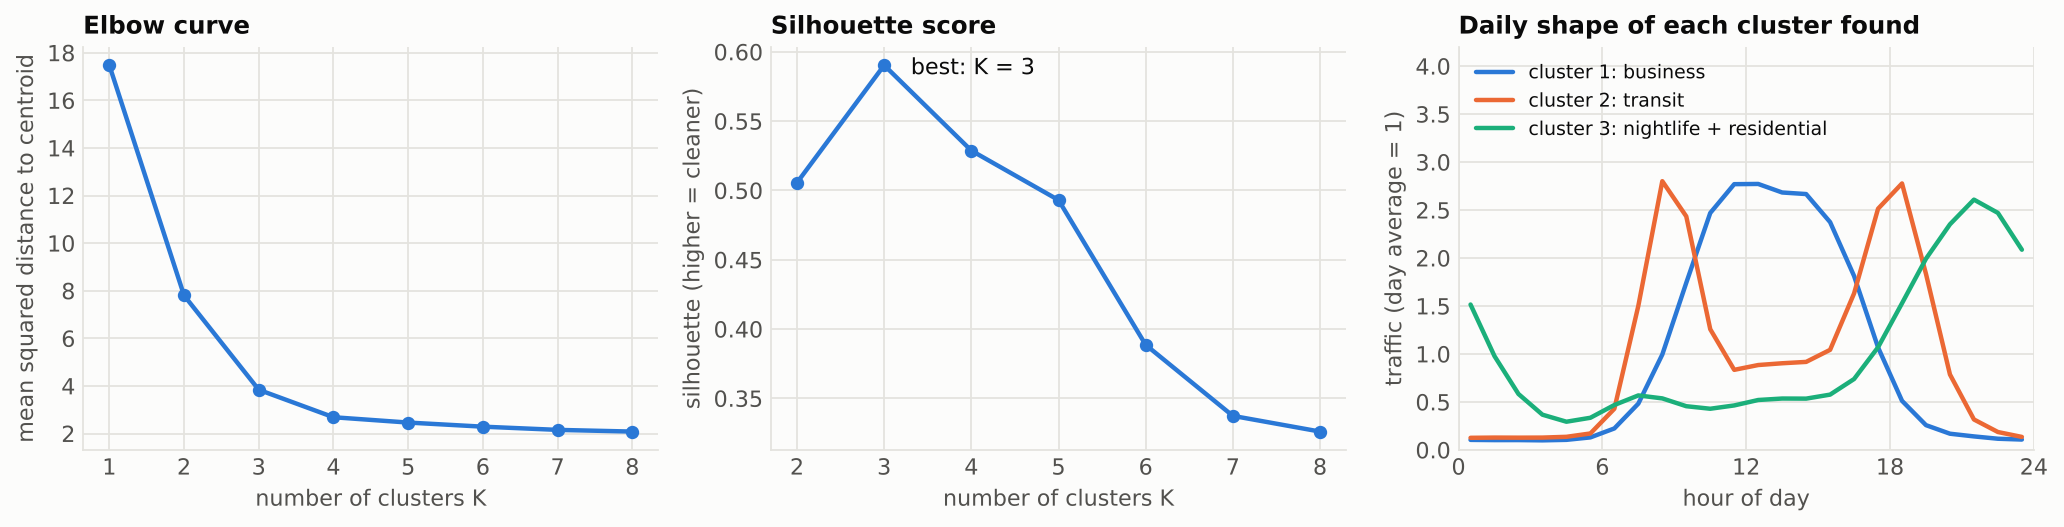 Elbow curve
18
16
14
12
10
8
6
4
2
mean squared distance to centroid
1 2 3 4 5 6 7 8
number of clusters K
Silhouette score
best: K = 3
0.60
0.55
0.50
0.45
0.40
0.35
silhouette (higher = cleaner)
2 3 4 5 6 7 8
number of clusters K
Daily shape of each cluster found
cluster 1: business
cluster 2: transit
cluster 3: nightlife + residential
4.0
3.5
3.0
2.5
2.0
1.5
1.0
0.5
0.0
traffic (day average = 1)
0 6 12 18 24
hour of day